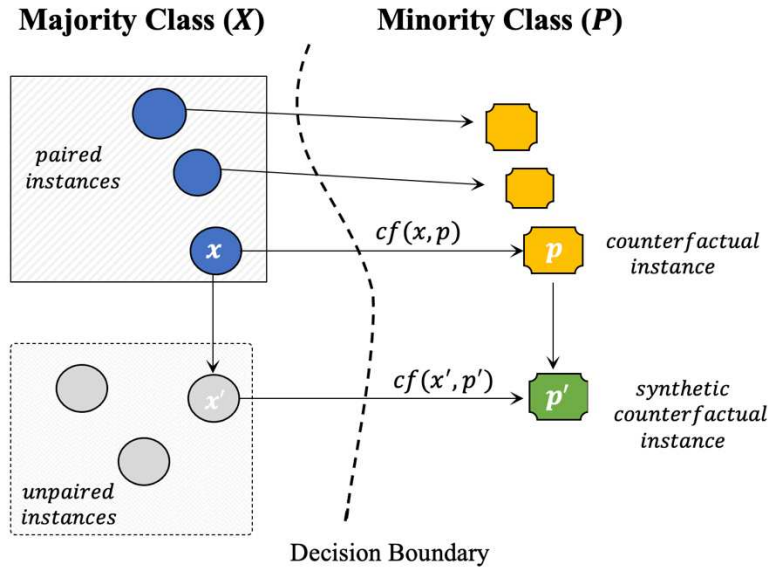 Majority Class (X)
Minority Class (P)
paired
instances
x
cf(x, p)
p
counterfactual
instance
x′
cf(x′, p′)
p′
synthetic
counterfactual
instance
unpaired
instances
Decision Boundary